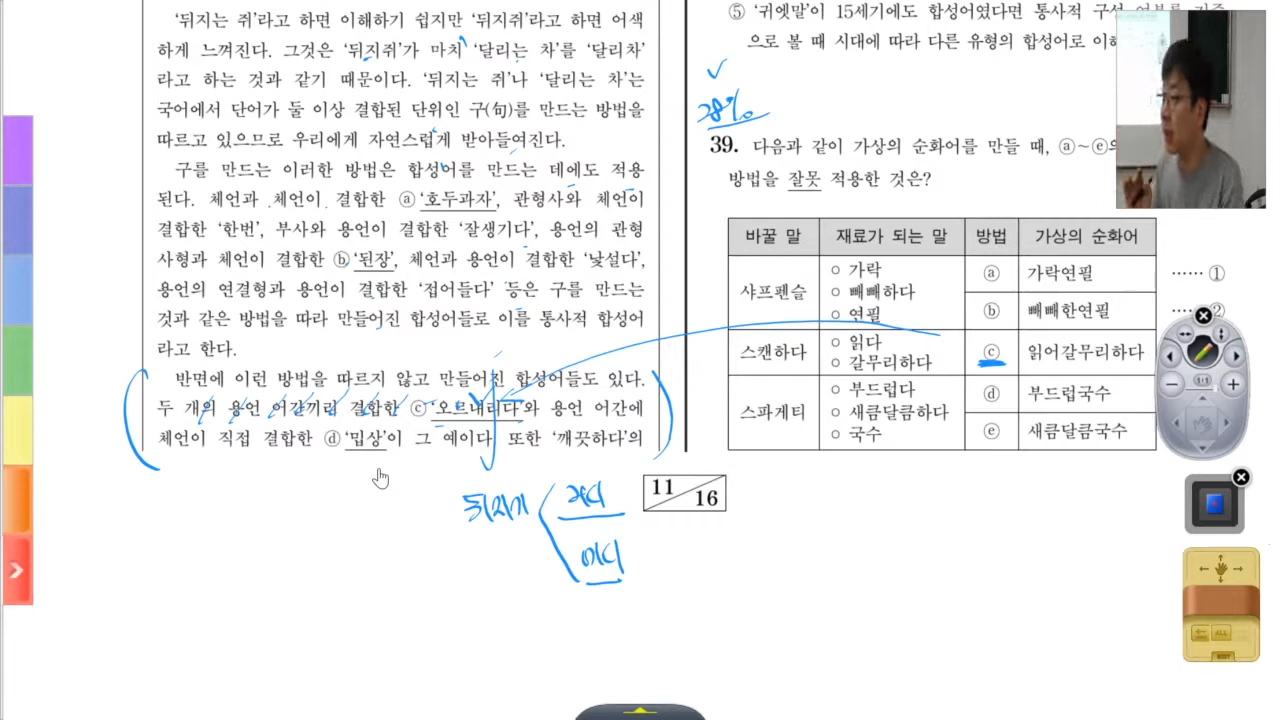 ‘뒤지는 쥐’라고 하면 이해하기 쉽지만 ‘뒤지쥐’라고 하면 어색
하게 느껴진다. 그것은 ‘뒤지쥐’가 마치 ‘달리는 차’를 ‘달리차’
라고 하는 것과 같기 때문이다. ‘뒤지는 쥐’나 ‘달리는 차’는
국어에서 단어가 둘 이상 결합된 단위인 구(句)를 만드는 방법을
따르고 있으므로 우리에게 자연스럽게 받아들여진다.
구를 만드는 이러한 방법은 합성어를 만드는 데에도 적용
된다. 체언과 체언이 결합한 ⓐ ‘호두과자’, 관형사와 체언이
결합한 ‘한번’, 부사와 용언이 결합한 ‘잘생기다’, 용언의 관형
사형과 체언이 결합한 ⓑ ‘된장’, 체언과 용언이 결합한 ‘낯설다’,
용언의 연결형과 용언이 결합한 ‘접어들다’ 등은 구를 만드는
것과 같은 방법을 따라 만들어진 합성어들로 이를 통사적 합성어
라고 한다.
반면에 이런 방법을 따르지 않고 만들어진 합성어들도 있다.
두 개의 용언 어간끼리 결합한 ⓒ ‘오르내리다’와 용언 어간에
체언이 직접 결합한 ⓓ ‘밉상’이 그 예이다. 또한 ‘깨끗하다’의
11
16
⑤ ‘귀엣말’이 15세기에도 합성어였다면 통사적 구성
으로 볼 때 시대에 따라 다른 유형의 합성어로
39. 다음과 같이 가상의 순화어를 만들 때, ⓐ~ⓔ의
방법을 잘못 적용한 것은?
바꿀 말 재료가 되는 말 방법 가상의 순화어
샤프펜슬
○ 가락
○ 빼빼하다
○ 연필
ⓐ 가락연필 …… ①
ⓑ 빼빼한연필 ②
스캔하다
○ 읽다
○ 갈무리하다
ⓒ 읽어갈무리하다
스파게티
○ 부드럽다
○ 새큼달큼하다
○ 국수
ⓓ 부드럽국수
ⓔ 새큼달큼국수
1:1
ALL